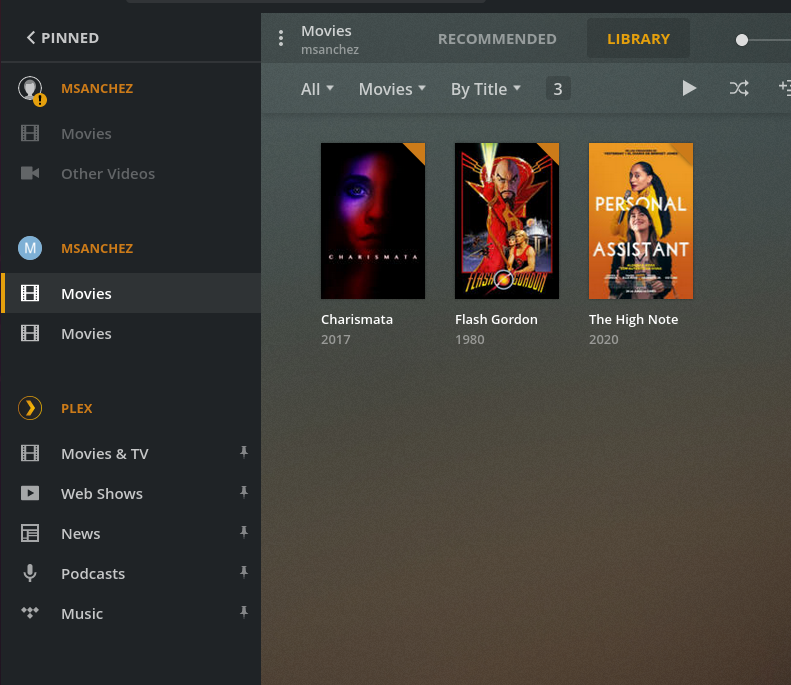 PINNED
MSANCHEZ
Movies
Other Videos
M
MSANCHEZ
Movies
Movies
PLEX
Movies & TV
Web Shows
News
Podcasts
Music
Movies
msanchez
RECOMMENDED
LIBRARY
All
Movies
By Title
3
CHARISMATA
Charismata
2017
FLASH GORDON
Flash Gordon
1980
PERSONAL
ASSISTANT
The High Note
2020